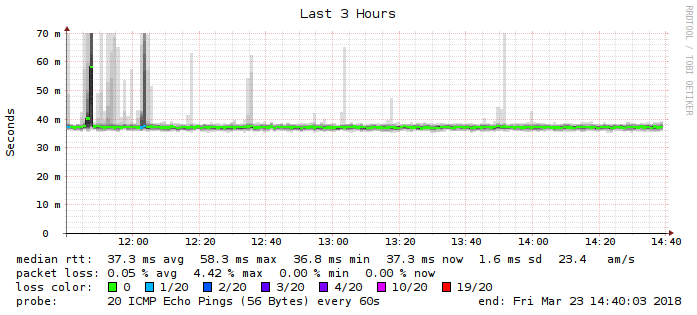 Last 3 Hours
RRDTOOL / TOBI OETIKER
Seconds
70 m
60 m
50 m
40 m
30 m
20 m
10 m
0
12:00 12:20 12:40 13:00 13:20 13:40 14:00 14:20 14:40
median rtt: 37.3 ms avg 58.3 ms max 36.8 ms min 37.3 ms now 1.6 ms sd 23.4 am/s
packet loss: 0.05 % avg 4.42 % max 0.00 % min 0.00 % now
loss color: 0 1/20 2/20 3/20 4/20 10/20 19/20
probe: 20 ICMP Echo Pings (56 Bytes) every 60s end: Fri Mar 23 14:40:03 2018